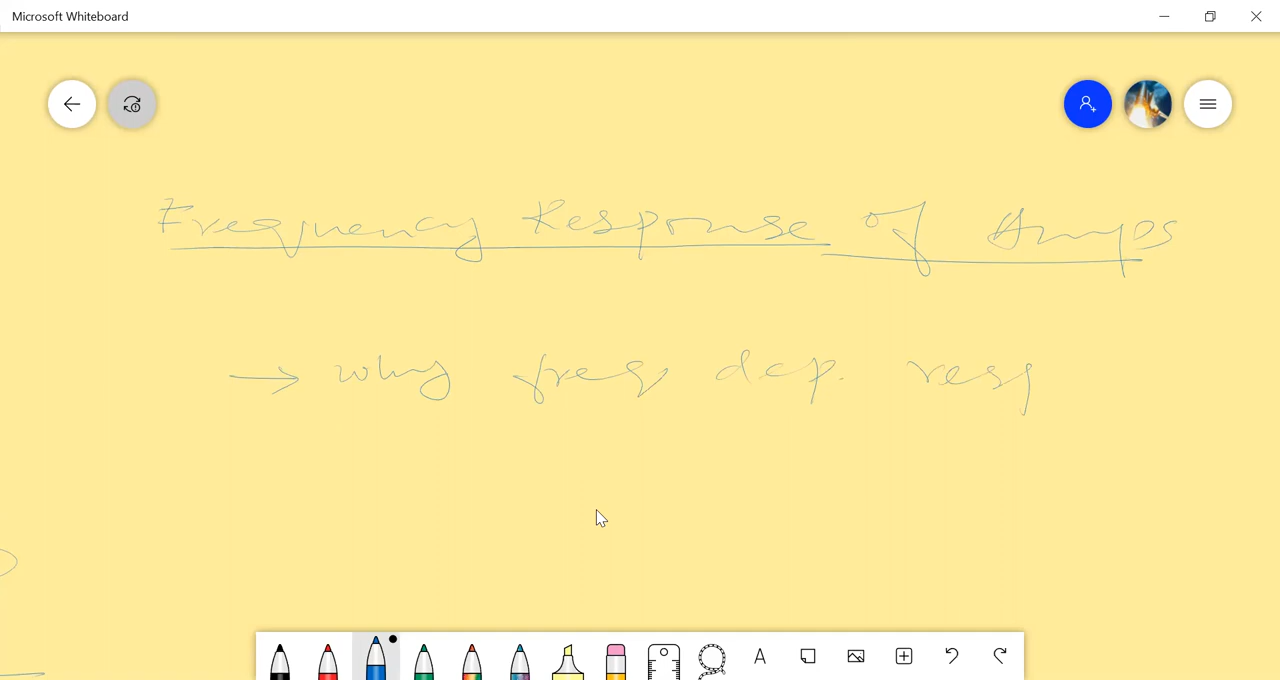 Microsoft Whiteboard
Frequency Response of Amps
→ why freq dep. resp
A